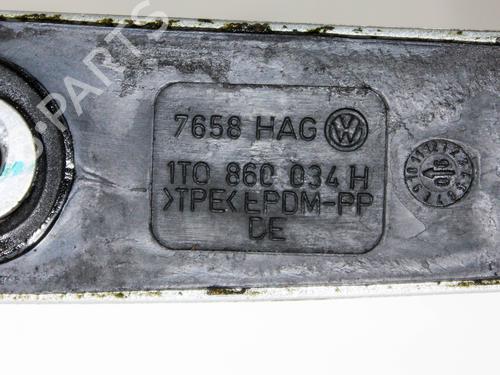 7658 HAG
1T0 860 034 H
>TPE< EPDM-PP
DE